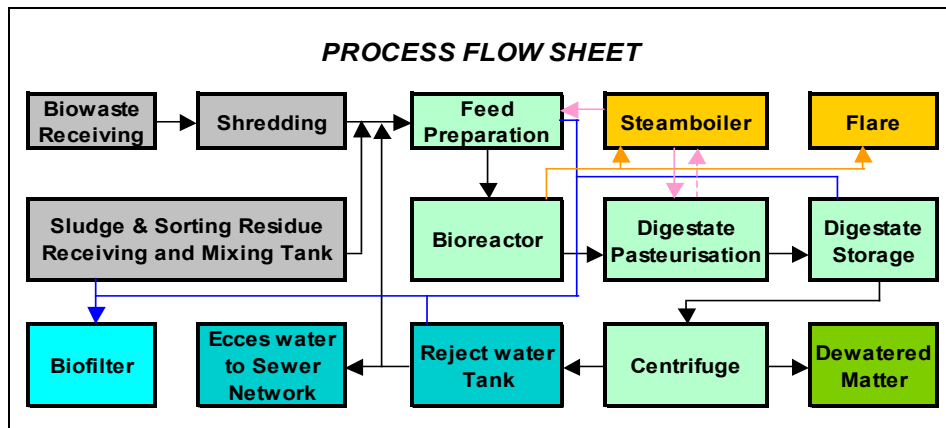 PROCESS FLOW SHEET
Biowaste
Receiving
Shredding
Feed
Preparation
Steamboiler
Flare
Sludge & Sorting Residue
Receiving and Mixing Tank
Bioreactor
Digestate
Pasteurisation
Digestate
Storage
Biofilter
Ecces water
to Sewer
Network
Reject water
Tank
Centrifuge
Dewatered
Matter